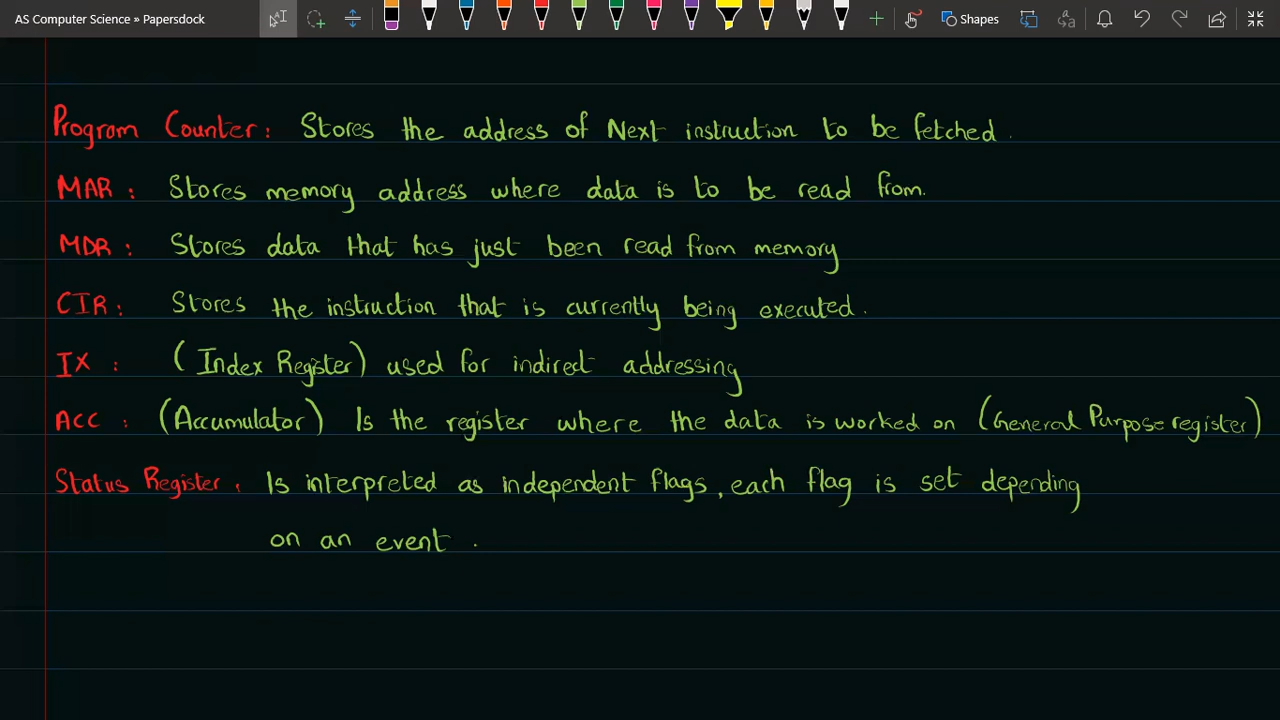 AS Computer Science » Papersdock
Shapes
Program Counter: Stores the address of Next instruction to be fetched.
MAR: Stores memory address where data is to be read from.
MDR: Stores data that has just been read from memory
CIR: Stores the instruction that is currently being executed.
IX: (Index Register) used for indirect addressing
ACC: (Accumulator) Is the register where the data is worked on (General Purpose register)
Status Register: Is interpreted as independent flags, each flag is set depending
on an event.